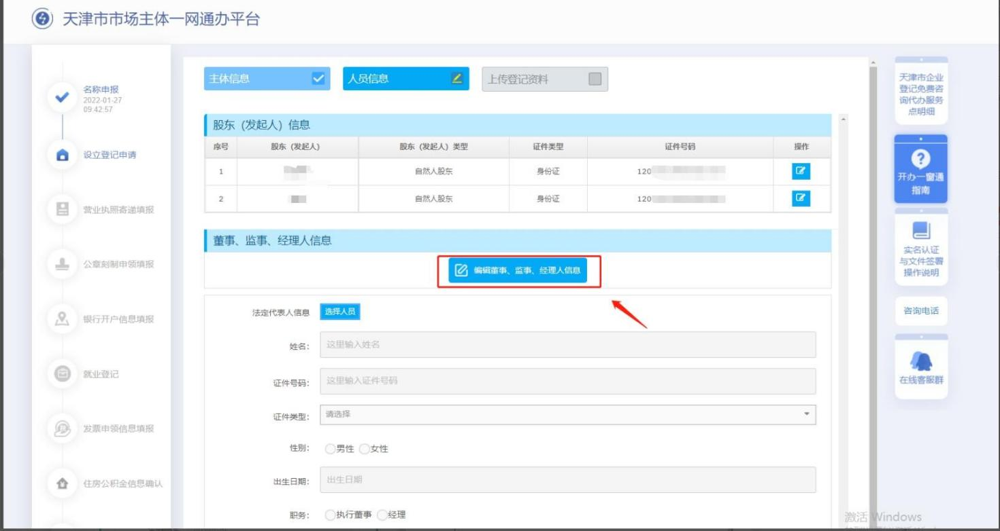 天津市市场主体一网通办平台
名称申报
2022-01-27
09:42:57
设立登记申请
营业执照寄递填报
公章刻制申领填报
银行开户信息填报
就业登记
发票申领信息填报
住房公积金信息确认
主体信息
人员信息
上传登记资料
股东（发起人）信息
序号 股东（发起人） 股东（发起人）类型 证件类型 证件号码 操作
1 自然人股东 身份证 120
2 自然人股东 身份证 120
董事、监事、经理人信息
编辑董事、监事、经理人信息
法定代表人信息 选择人员
姓名： 这里输入姓名
证件号码： 这里输入证件号码
证件类型： 请选择
性别： 男性 女性
出生日期： 出生日期
职务： 执行董事 经理
天津市企业
登记免费咨
询代办服务
点明细
开办一窗通
指南
实名认证
与文件签署
操作说明
咨询电话
在线客服群
激活 Windows